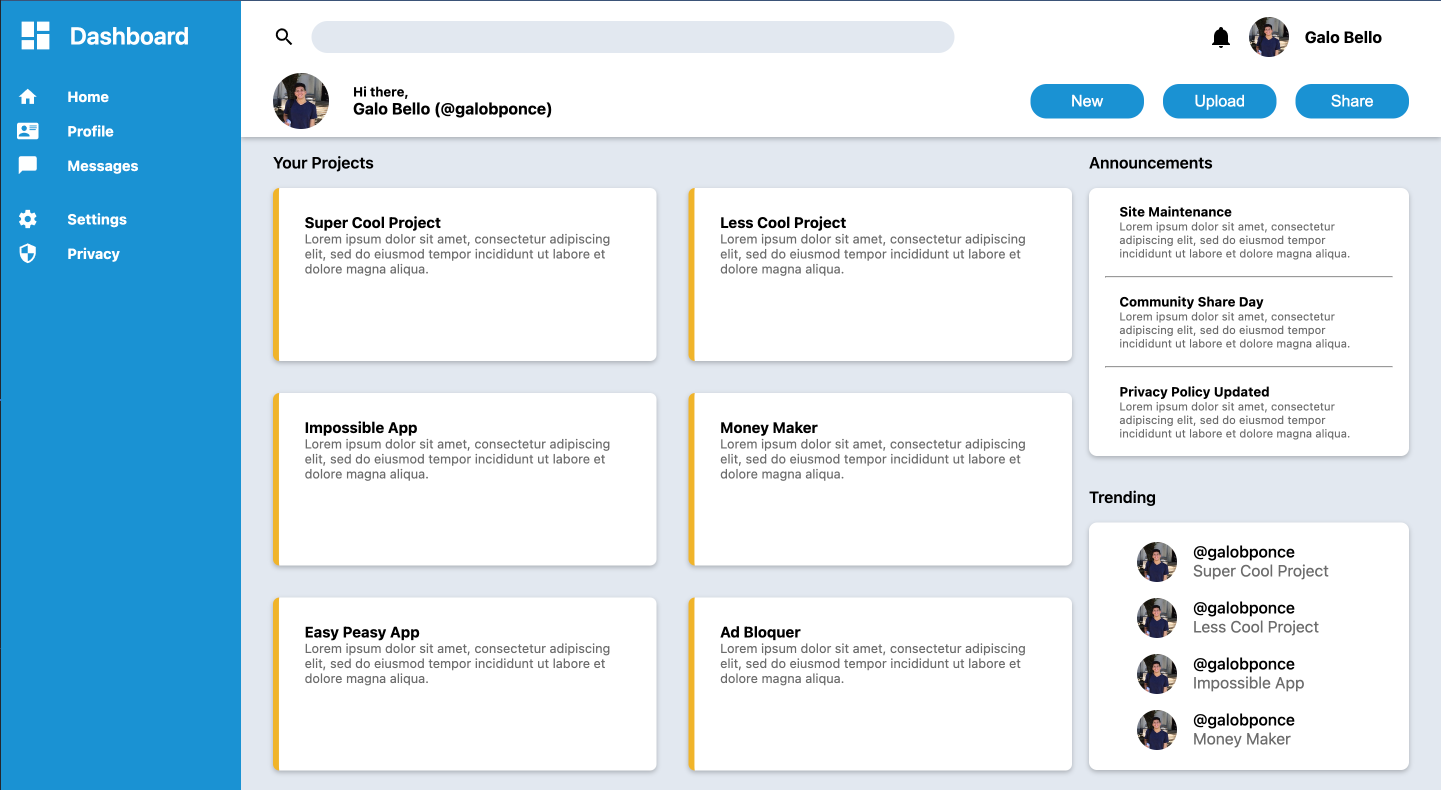 Dashboard
Home
Profile
Messages
Settings
Privacy
Galo Bello
Hi there,
Galo Bello (@galobponce)
New
Upload
Share
Your Projects
Super Cool Project
Lorem ipsum dolor sit amet, consectetur adipiscing
elit, sed do eiusmod tempor incididunt ut labore et
dolore magna aliqua.
Less Cool Project
Lorem ipsum dolor sit amet, consectetur adipiscing
elit, sed do eiusmod tempor incididunt ut labore et
dolore magna aliqua.
Impossible App
Lorem ipsum dolor sit amet, consectetur adipiscing
elit, sed do eiusmod tempor incididunt ut labore et
dolore magna aliqua.
Money Maker
Lorem ipsum dolor sit amet, consectetur adipiscing
elit, sed do eiusmod tempor incididunt ut labore et
dolore magna aliqua.
Easy Peasy App
Lorem ipsum dolor sit amet, consectetur adipiscing
elit, sed do eiusmod tempor incididunt ut labore et
dolore magna aliqua.
Ad Bloquer
Lorem ipsum dolor sit amet, consectetur adipiscing
elit, sed do eiusmod tempor incididunt ut labore et
dolore magna aliqua.
Announcements
Site Maintenance
Lorem ipsum dolor sit amet, consectetur
adipiscing elit, sed do eiusmod tempor
incididunt ut labore et dolore magna aliqua.
Community Share Day
Lorem ipsum dolor sit amet, consectetur
adipiscing elit, sed do eiusmod tempor
incididunt ut labore et dolore magna aliqua.
Privacy Policy Updated
Lorem ipsum dolor sit amet, consectetur
adipiscing elit, sed do eiusmod tempor
incididunt ut labore et dolore magna aliqua.
Trending
@galobponce
Super Cool Project
@galobponce
Less Cool Project
@galobponce
Impossible App
@galobponce
Money Maker